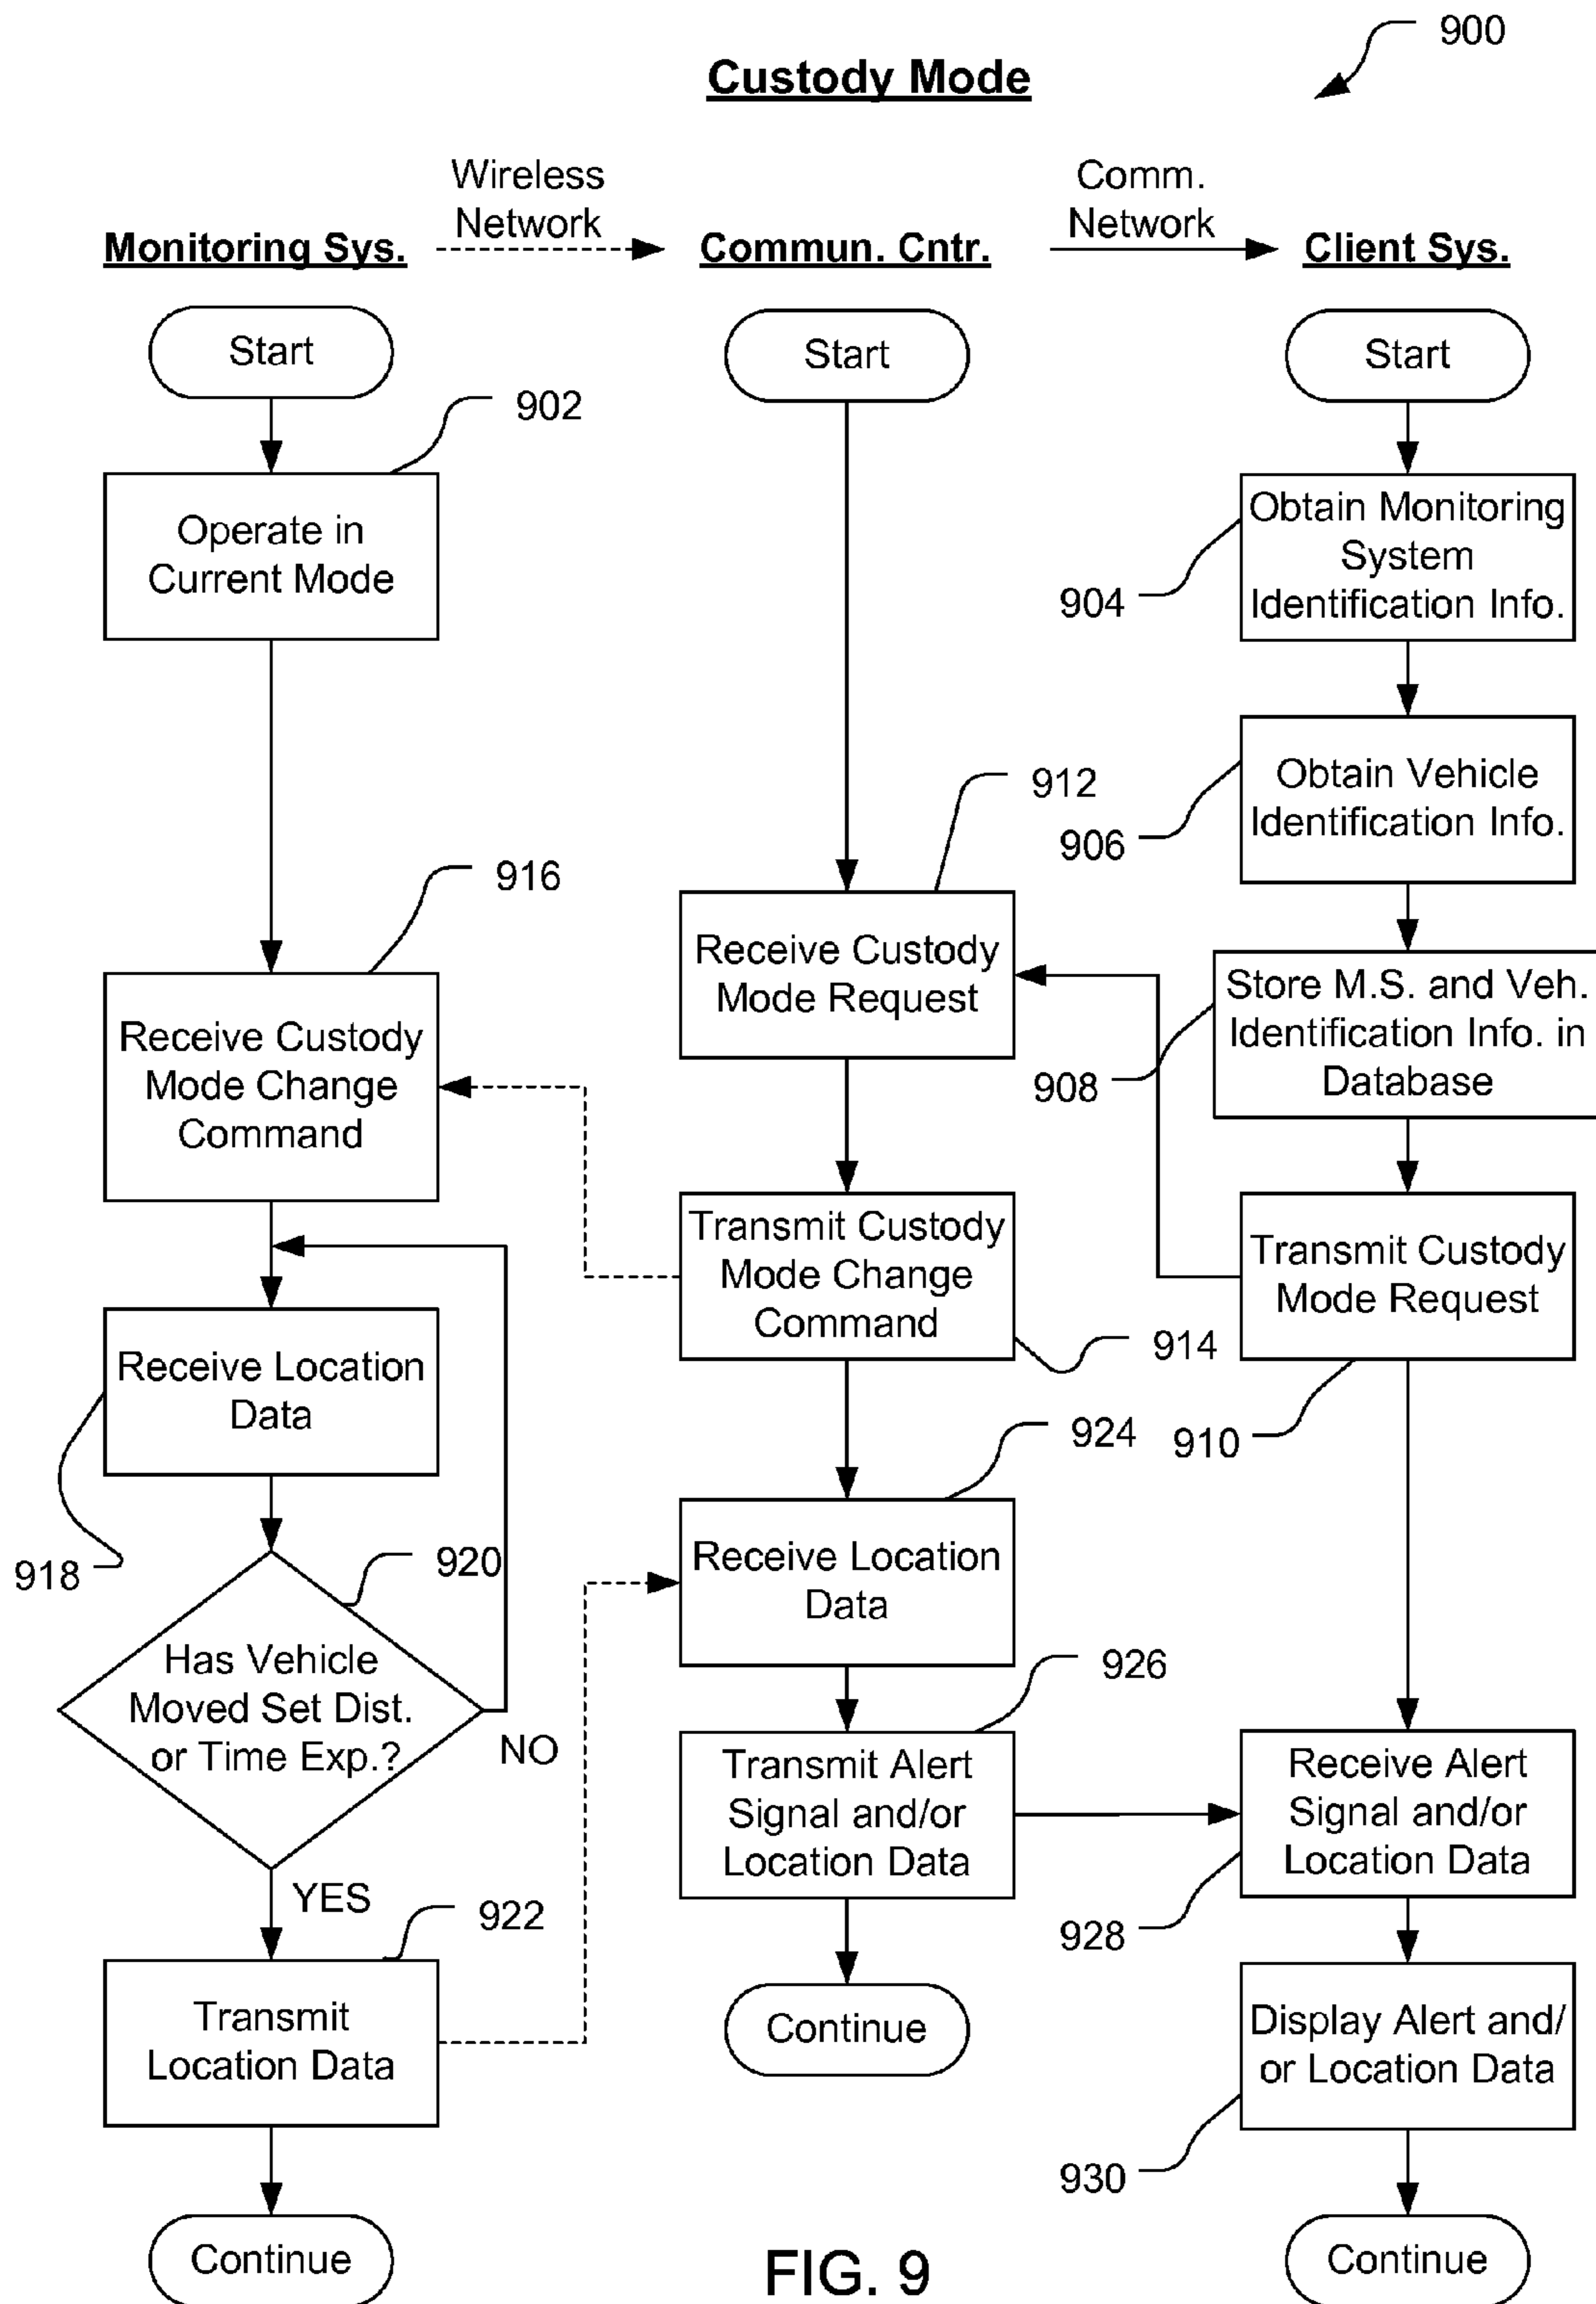 900
Custody Mode
Wireless
Network
Comm.
Network
Monitoring Sys.
Commun. Cntr.
Client Sys.
Start
Start
Start
902
Operate in
Current Mode
Obtain Monitoring
System
Identification Info.
904
Obtain Vehicle
Identification Info.
906
912
916
Receive Custody
Mode Request
Store M.S. and Veh.
Identification Info. in
Database
908
Receive Custody
Mode Change
Command
Transmit Custody
Mode Change
Command
914
Transmit Custody
Mode Request
910
Receive Location
Data
918
924
Receive Location
Data
920
Has Vehicle
Moved Set Dist.
or Time Exp.?
NO
YES
926
Transmit Alert
Signal and/or
Location Data
Receive Alert
Signal and/or
Location Data
928
922
Transmit
Location Data
Continue
Display Alert and/
or Location Data
930
Continue
Continue
FIG. 9